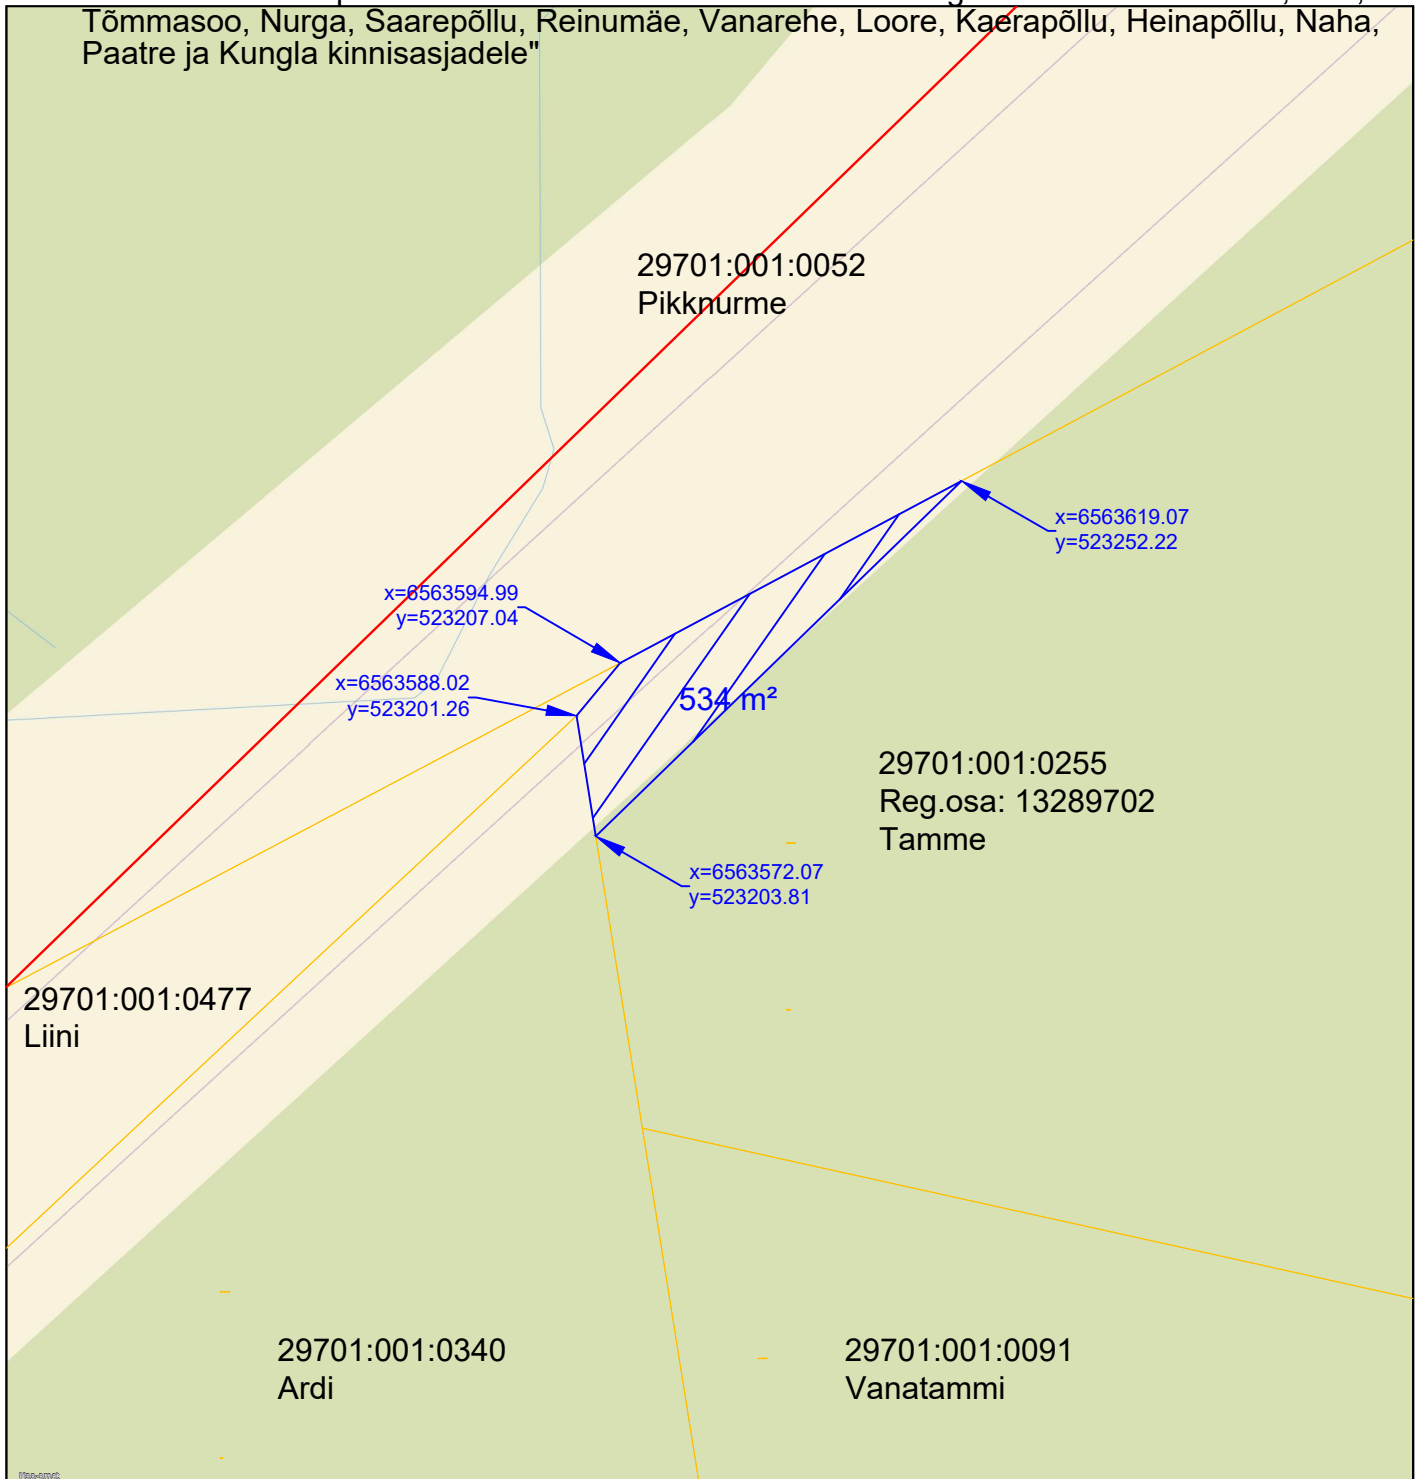 Tõmmasoo, Nurga, Saarepõllu, Reinumäe, Vanarehe, Loore, Kaerapõllu, Heinapõllu, Naha,
Paatre ja Kungla kinnisasjadele"
29701:001:0052
Pikknurme
x=6563619.07
y=523252.22
x=6563594.99
y=523207.04
x=6563588.02
y=523201.26
534 m²
29701:001:0255
Reg.osa: 13289702
Tamme
x=6563572.07
y=523203.81
29701:001:0477
Liini
29701:001:0340
Ardi
29701:001:0091
Vanatammi
Maa-amet